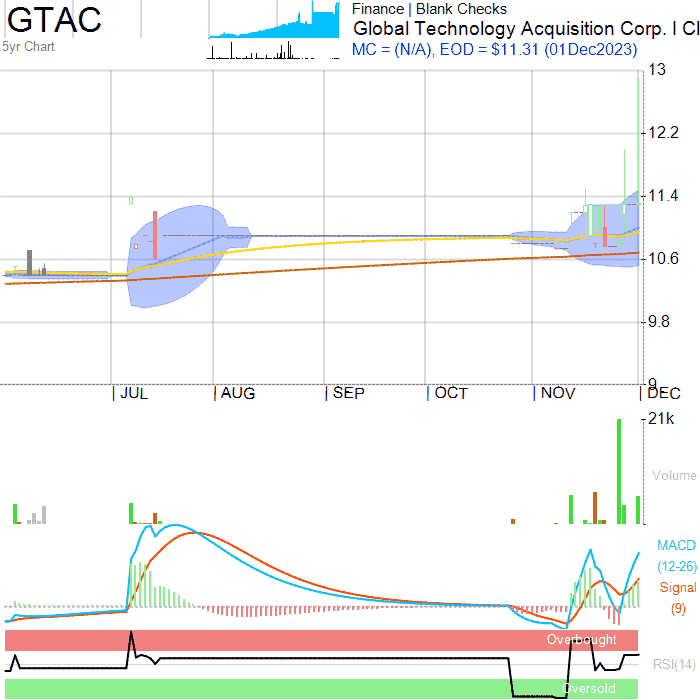 GTAC
5yr Chart
Finance | Blank Checks
Global Technology Acquisition Corp. I Cl
MC = (N/A), EOD = $11.31 (01Dec2023)
13
12.2
11.4
10.6
9.8
9
JUL
AUG
SEP
OCT
NOV
DEC
21k
Volume
MACD
(12-26)
Signal
(9)
Overbought
RSI(14)
Oversold